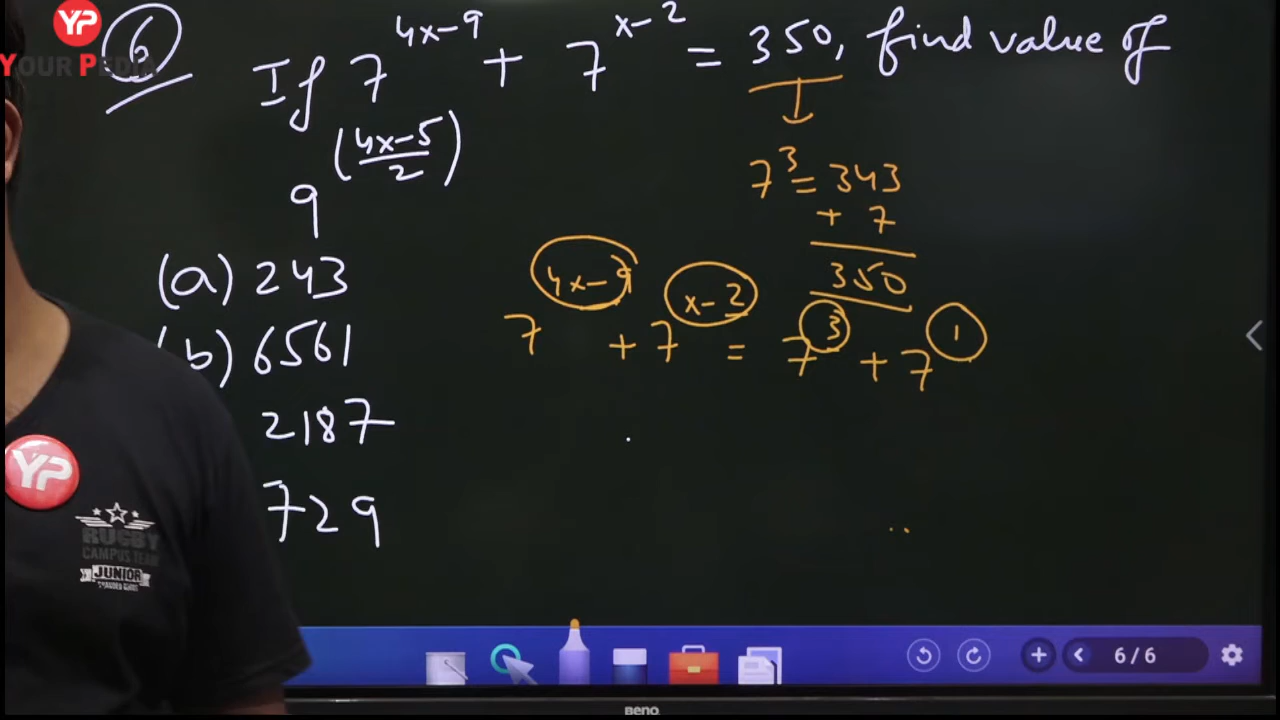 YP
YOUR PEDIA
6
If 7^{4x-9} + 7^{x-2} = 350, find value of
9^{(\frac{4x-5}{2})}
7^3 = 343
+ 7
350
(a) 243
b) 6561
2187
729
7^{4x-9} + 7^{x-2} = 7^3 + 7^1
YP
RUGBY
CAMPUS TEAM
JUNIOR
6/6
BenQ